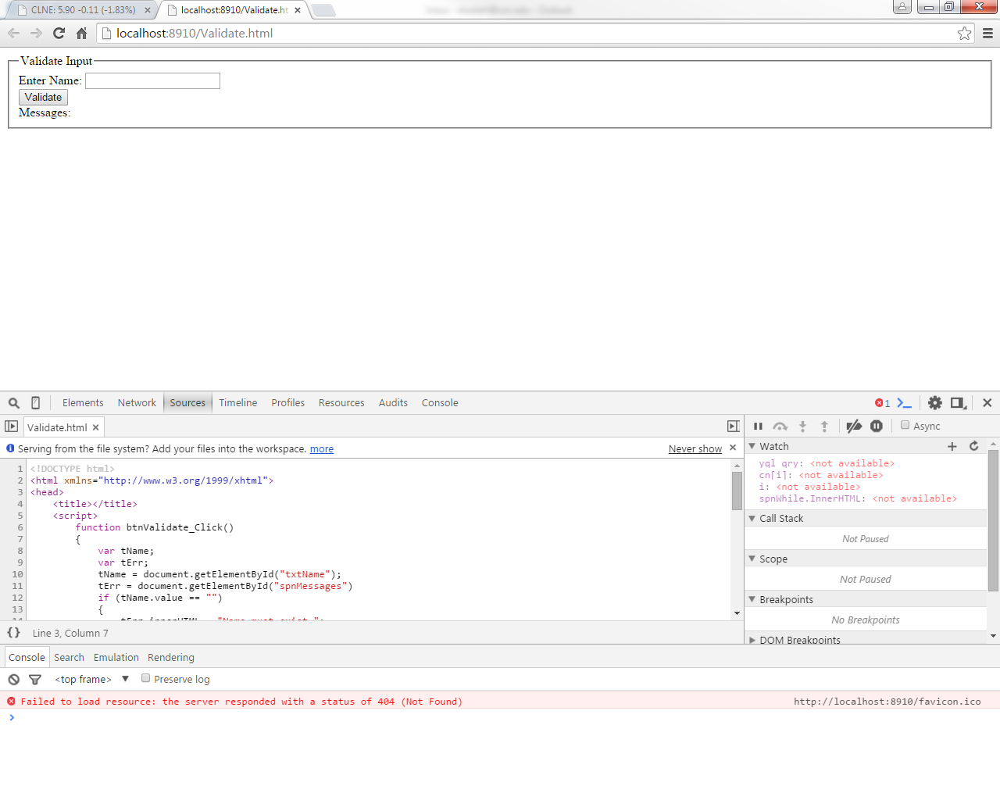 CLNE: 5.90 -0.11 (-1.83%)
localhost:8910/Validate.ht
localhost:8910/Validate.html
Validate Input
Enter Name:
Validate
Messages:
Elements Network Sources Timeline Profiles Resources Audits Console
1
Validate.html
Async
Serving from the file system? Add your files into the workspace. more
Never show
1 <!DOCTYPE html>
2 <html xmlns="http://www.w3.org/1999/xhtml">
3 <head>
4 <title></title>
5 <script>
6 function btnValidate_Click()
7 {
8 var tName;
9 var tErr;
10 tName = document.getElementById("txtName");
11 tErr = document.getElementById("spnMessages")
12 if (tName.value == "")
13 {
14 tErr.innerHTML = "Name must exist.";
{} Line 3, Column 7
Watch
yql qry: <not available>
cn[i]: <not available>
i: <not available>
spnWhile.InnerHTML: <not available>
Call Stack
Not Paused
Scope
Not Paused
Breakpoints
No Breakpoints
DOM Breakpoints
Console Search Emulation Rendering
<top frame> Preserve log
Failed to load resource: the server responded with a status of 404 (Not Found) http://localhost:8910/favicon.ico